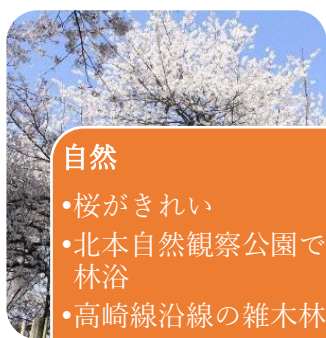 自然
•桜がきれい
•北本自然観察公園で
林浴
•高崎線沿線の雑木林